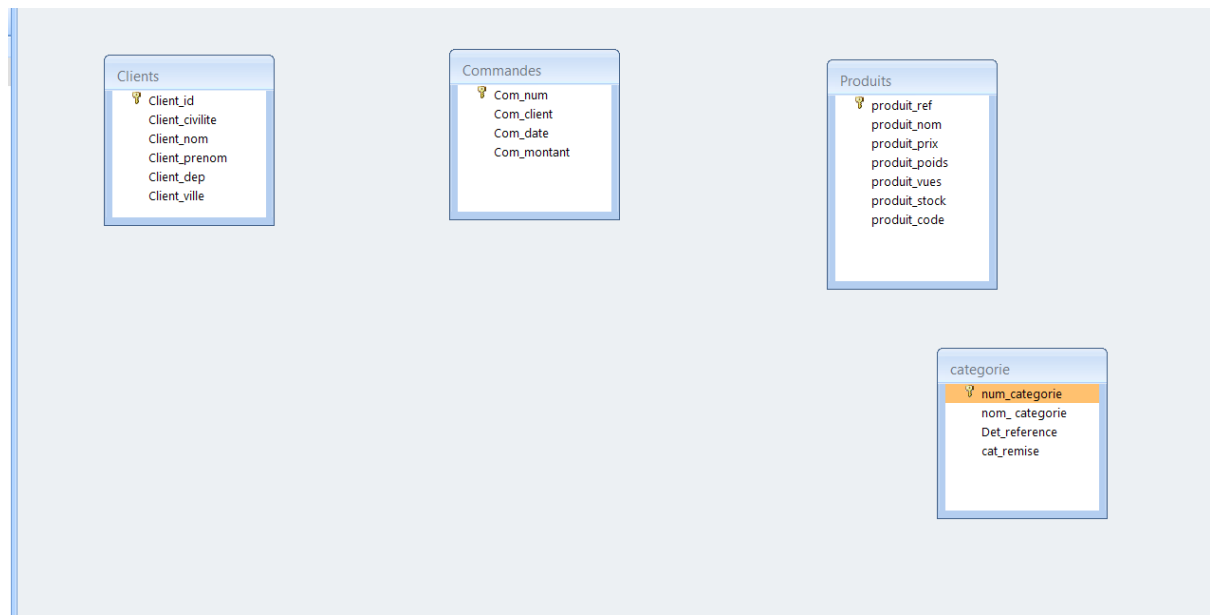 Clients
Client_id
Client_civilite
Client_nom
Client_prenom
Client_dep
Client_ville
Commandes
Com_num
Com_client
Com_date
Com_montant
Produits
produit_ref
produit_nom
produit_prix
produit_poids
produit_vues
produit_stock
produit_code
categorie
num_categorie
nom_ categorie
Det_reference
cat_remise